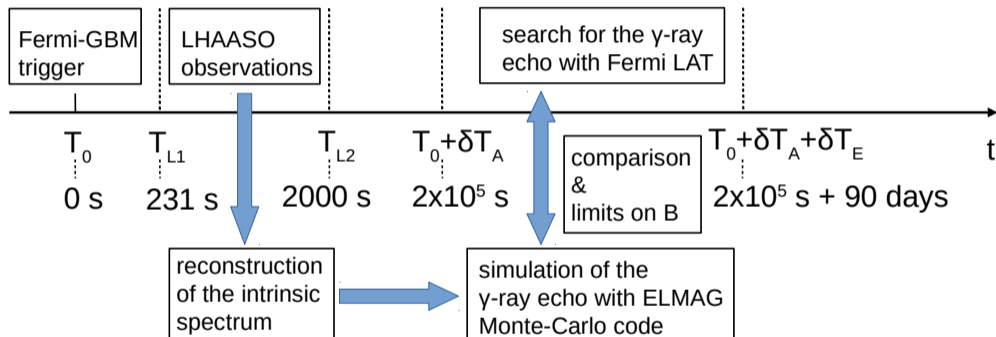 Fermi-GBM
trigger
LHAASO
observations
search for the γ-ray
echo with Fermi LAT
T0
TL1
TL2
T0+δTA
T0+δTA+δTE
t
0 s
231 s
2000 s
2x10⁵ s
2x10⁵ s + 90 days
comparison
&
limits on B
reconstruction
of the intrinsic
spectrum
simulation of the
γ-ray echo with ELMAG
Monte-Carlo code